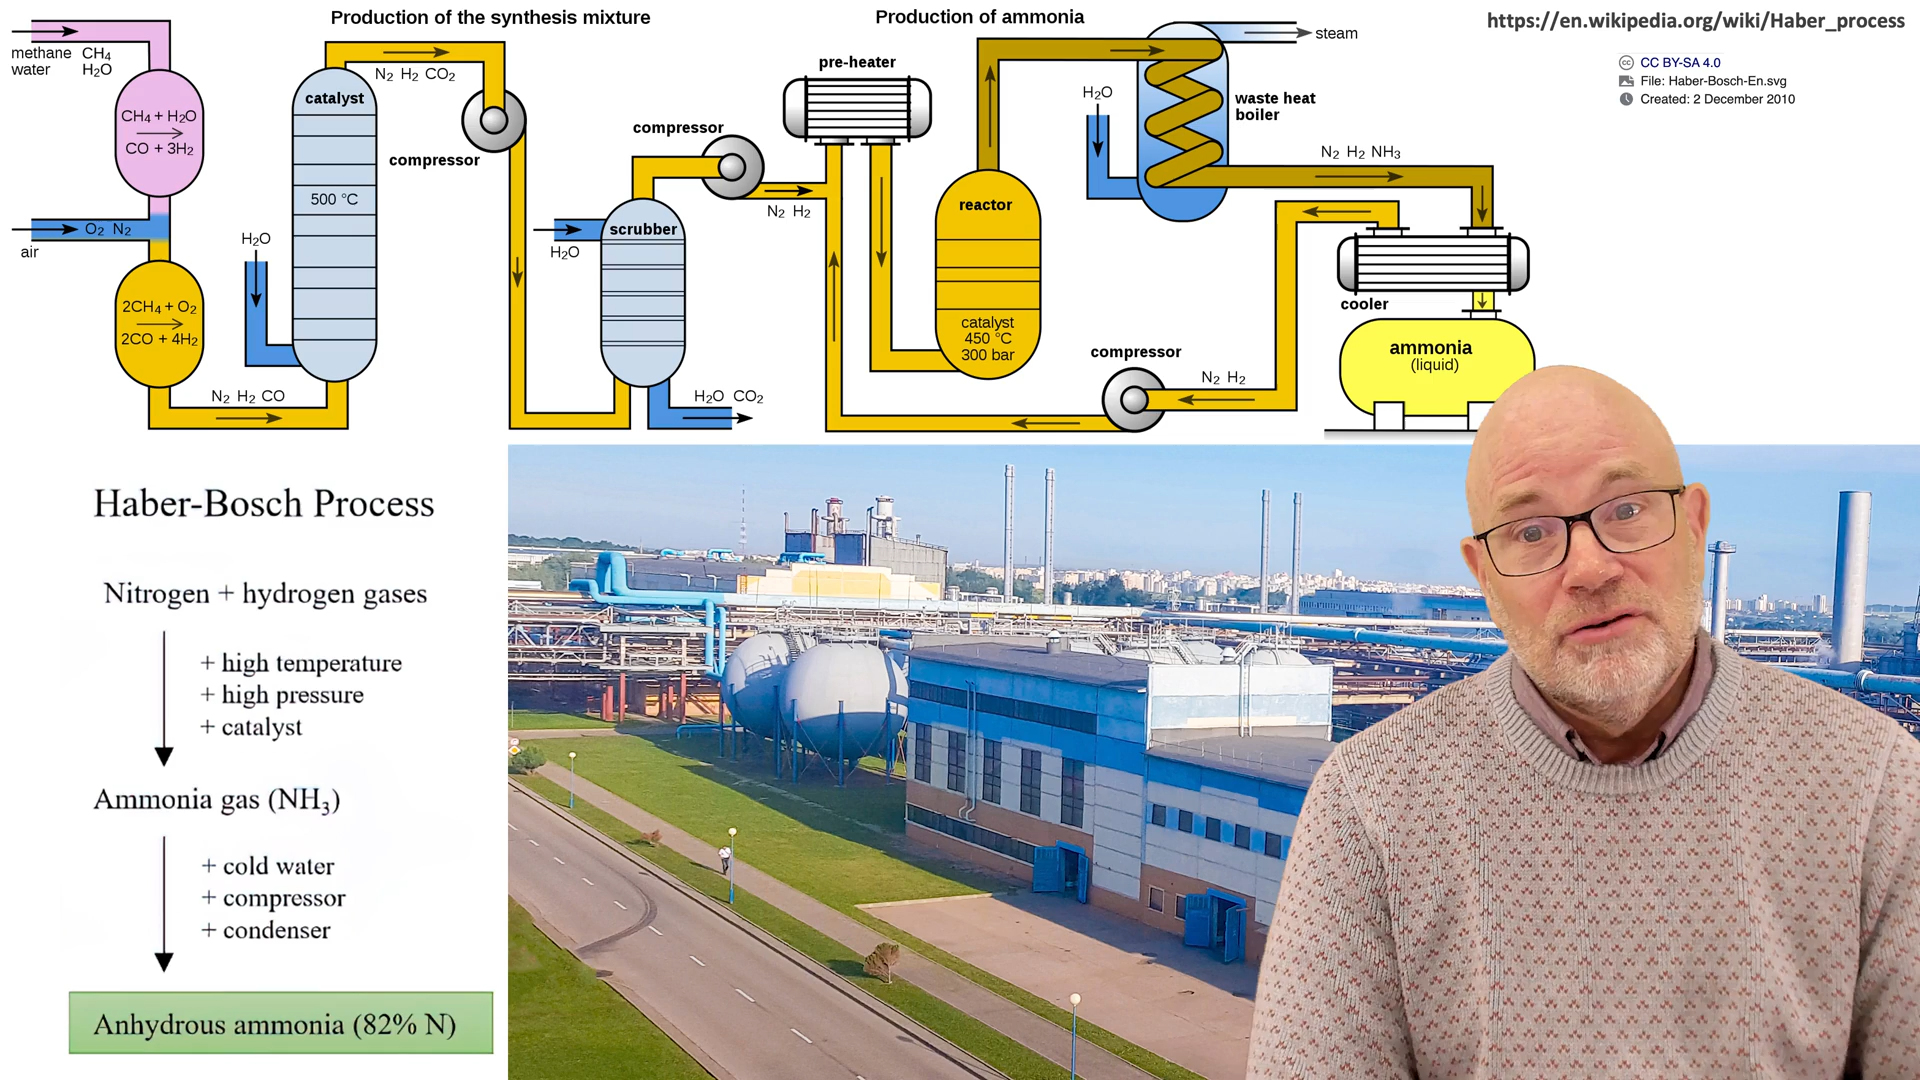 Production of the synthesis mixture
Production of ammonia
https://en.wikipedia.org/wiki/Haber_process
CC BY-SA 4.0
File: Haber-Bosch-En.svg
Created: 2 December 2010
methane CH4
water H2O
CH4 + H2O
CO + 3H2
O2 N2
air
2CH4 + O2
2CO + 4H2
N2 H2 CO
H2O
catalyst
500 °C
N2 H2 CO2
compressor
H2O
scrubber
H2O CO2
compressor
N2 H2
pre-heater
reactor
catalyst
450 °C
300 bar
H2O
steam
waste heat
boiler
N2 H2 NH3
cooler
ammonia
(liquid)
N2 H2
compressor
Haber-Bosch Process
Nitrogen + hydrogen gases
+ high temperature
+ high pressure
+ catalyst
Ammonia gas (NH3)
+ cold water
+ compressor
+ condenser
Anhydrous ammonia (82% N)